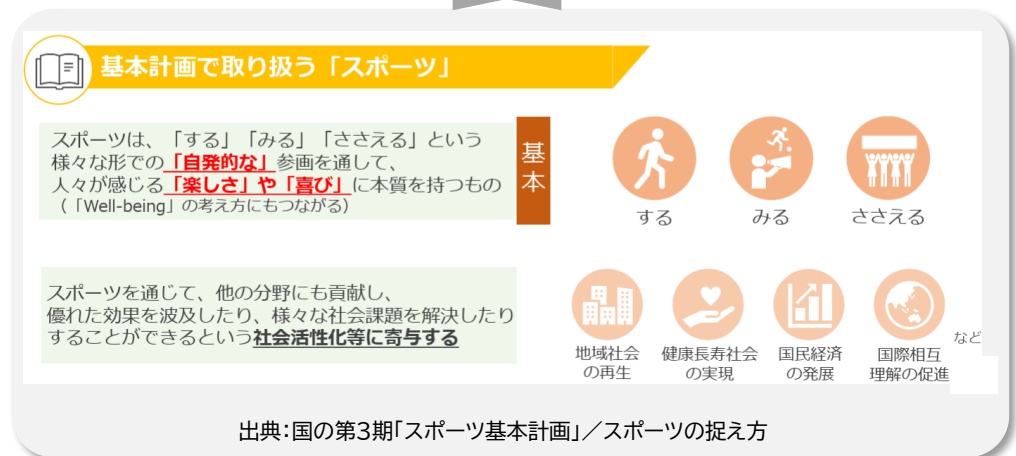 基本計画で取り扱う「スポーツ」
スポーツは、「する」「みる」「ささえる」という
様々な形での「自発的な」参画を通して、
人々が感じる「楽しさ」や「喜び」に本質を持つもの
（「Well-being」の考え方にもつながる）
基本
する
みる
ささえる
スポーツを通じて、他の分野にも貢献し、
優れた効果を波及したり、様々な社会課題を解決したり
することができるという社会活性化等に寄与する
地域社会
の再生
健康長寿社会
の実現
国民経済
の発展
国際相互
理解の促進
など
出典：国の第3期「スポーツ基本計画」／スポーツの捉え方